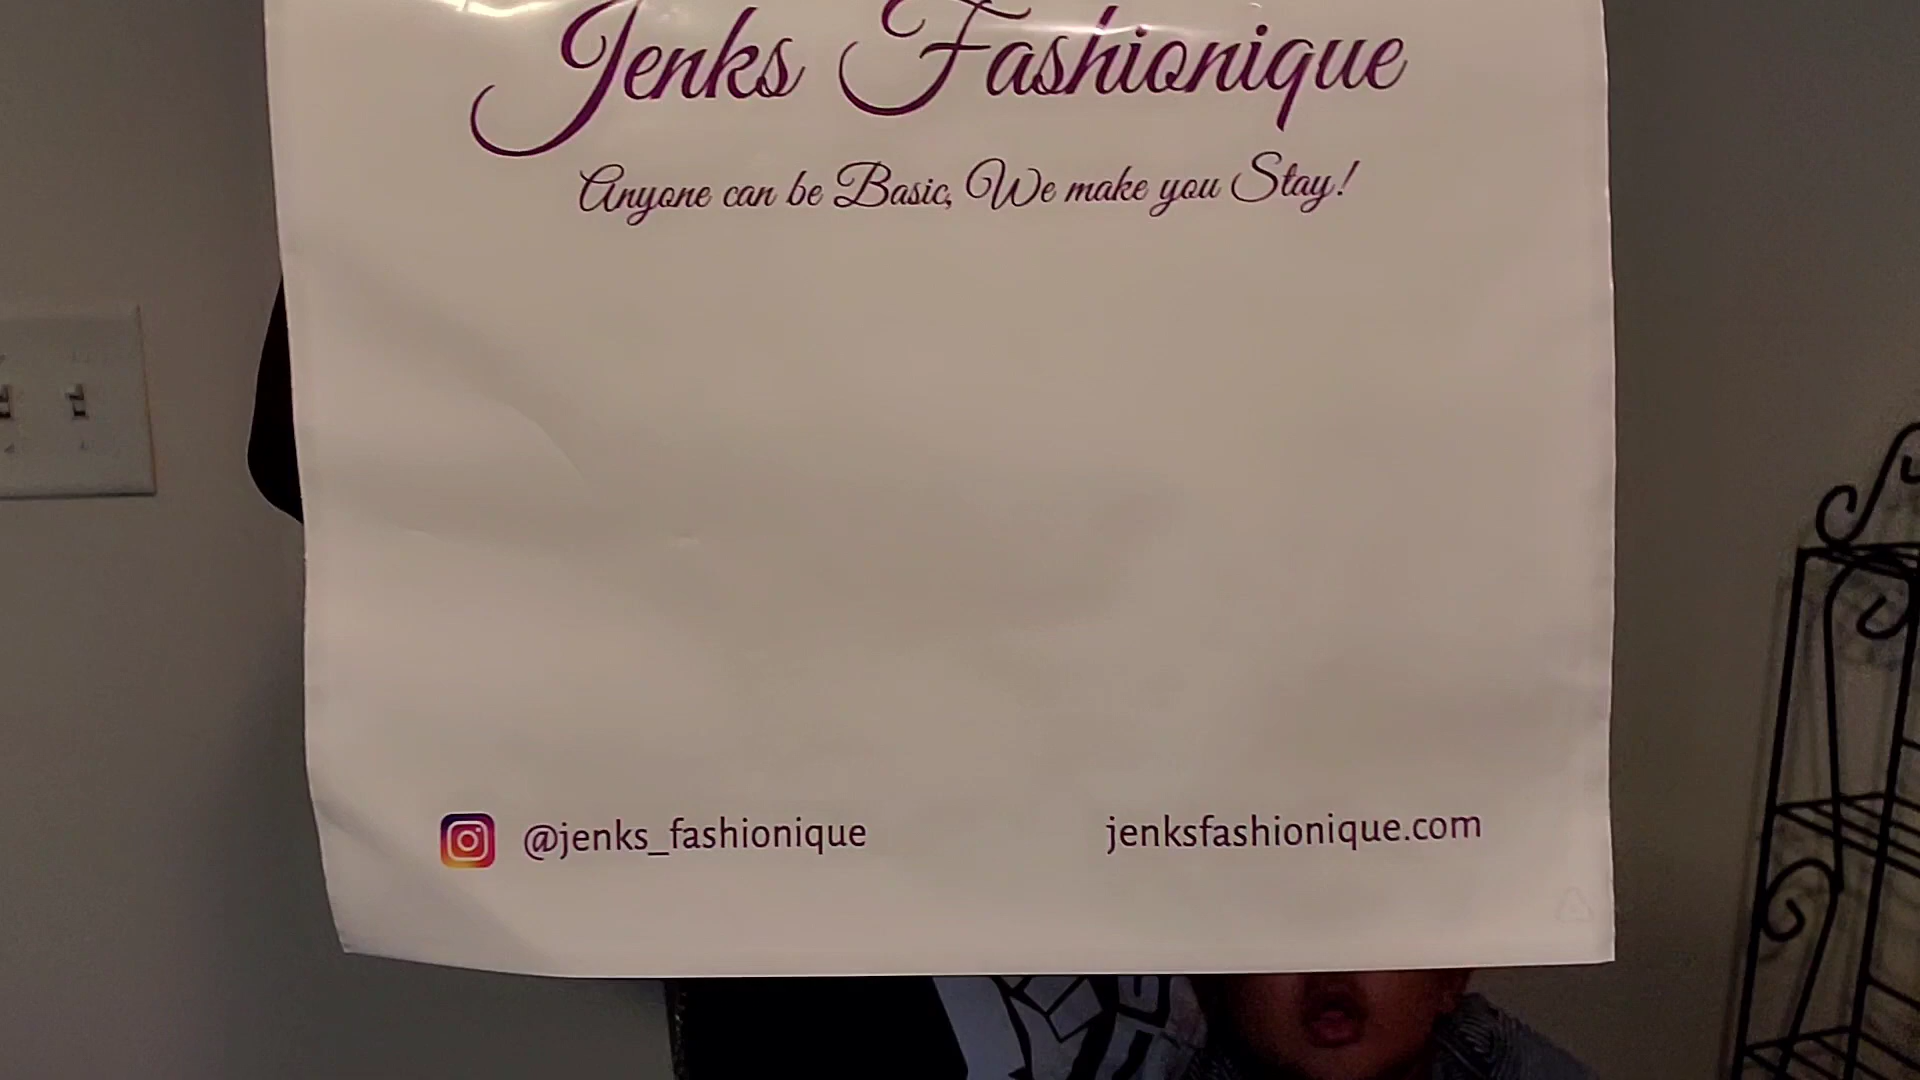 Jenks Fashionique
Anyone can be Basic, We make you Stay!
@jenks_fashionique
jenksfashionique.com